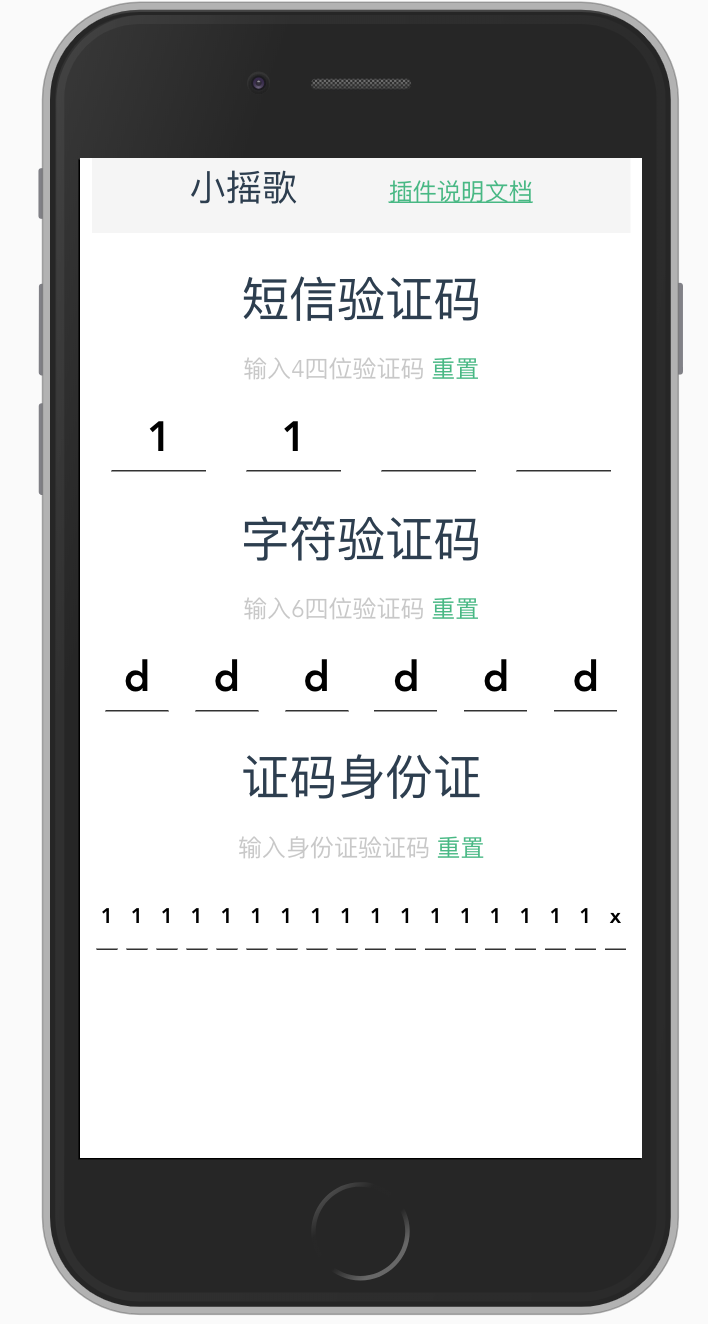 小摇歌 插件说明文档
短信验证码
输入4四位验证码 重置
1 1
字符验证码
输入6四位验证码 重置
d d d d d d
证码身份证
输入身份证验证码 重置
1 1 1 1 1 1 1 1 1 1 1 1 1 1 1 1 1 x